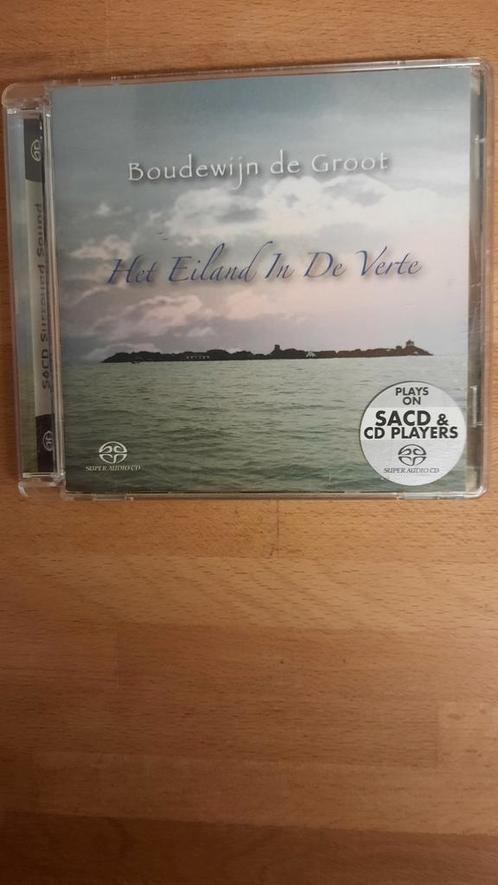 Boudewijn de Groot
Het Eiland In De Verte
SUPER AUDIO CD
PLAYS
ON
SACD &
CD PLAYERS
SUPER AUDIO CD
SACD Surround Sound